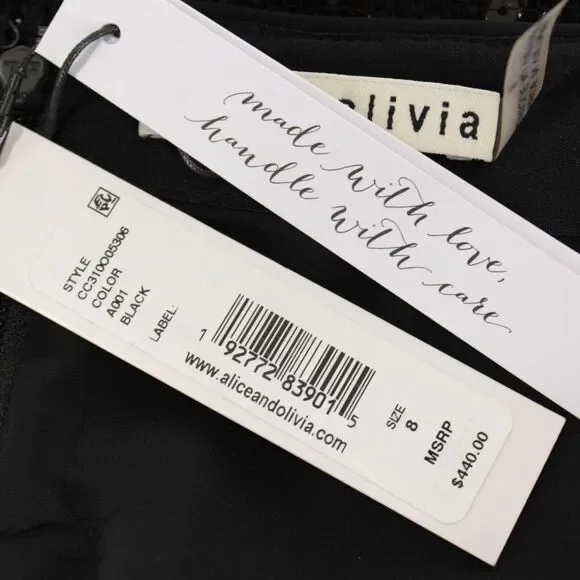 olivia
made with love,
handle with care
STYLE
CC310O05306
COLOR
A001
BLACK
LABEL:
1 92772 83901 5
www.aliceandolivia.com
SIZE
8
MSRP
$440.00